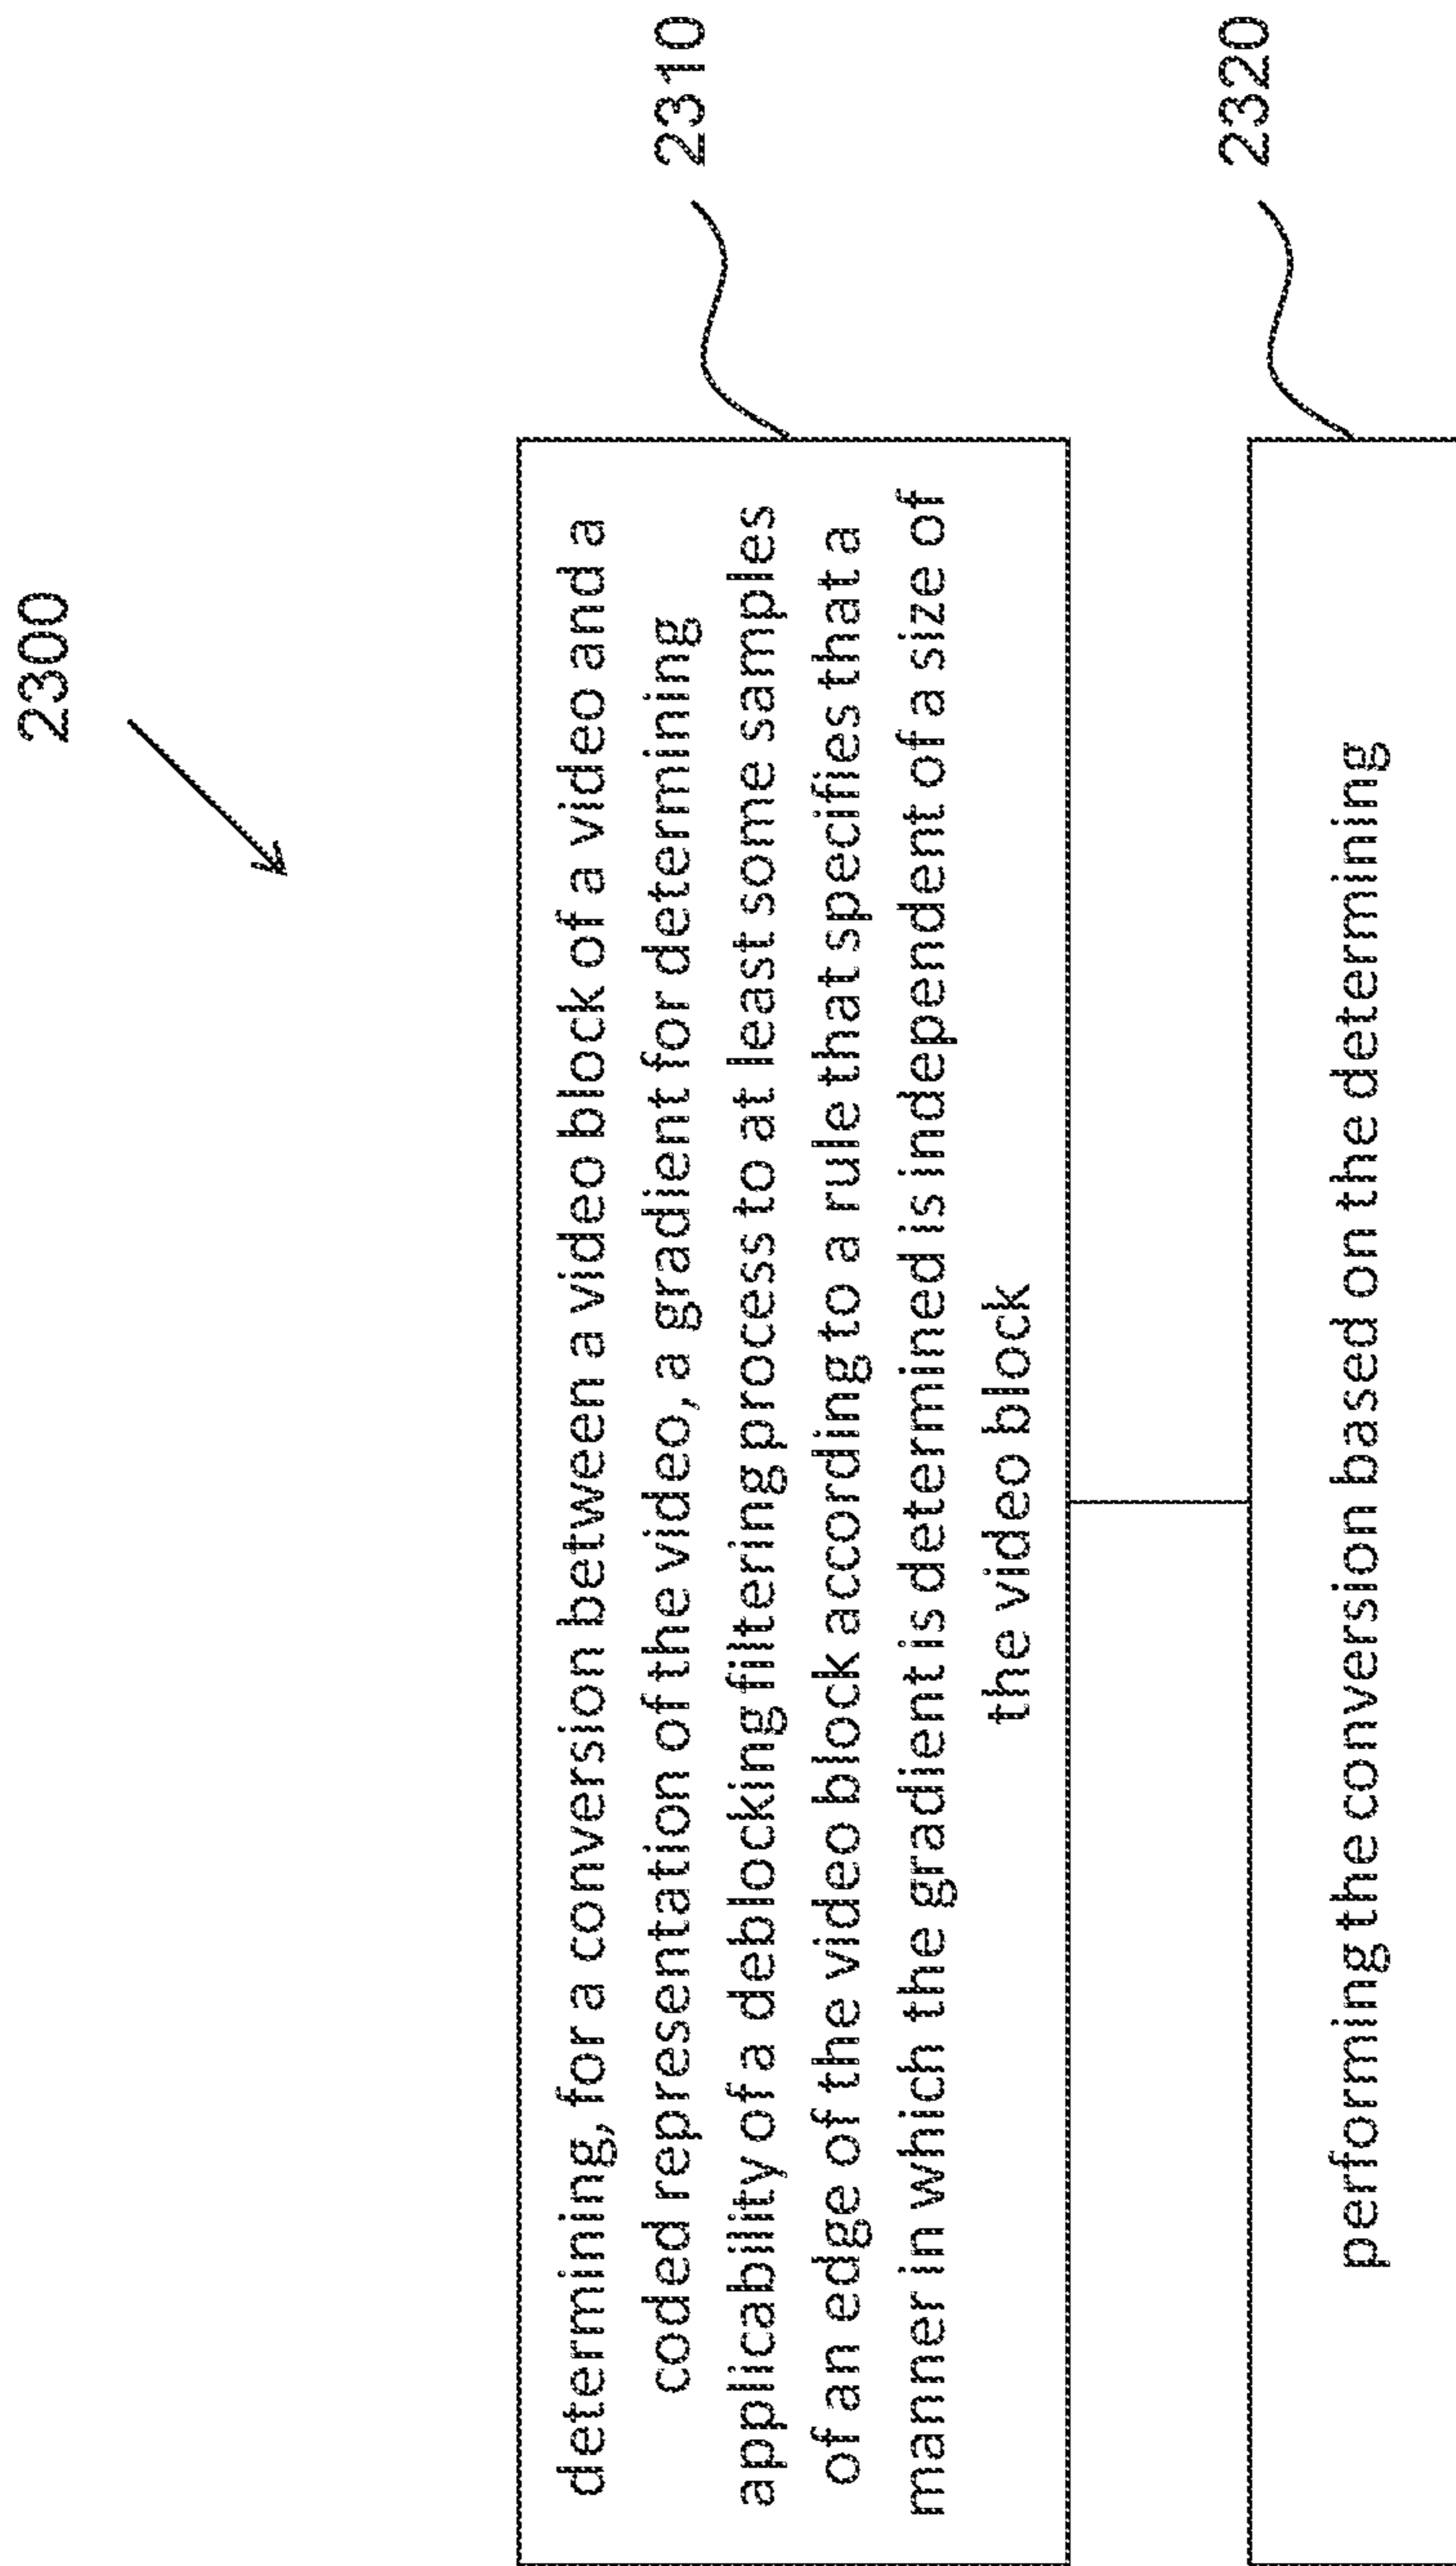 2300
determining, for a conversion between a video block of a video and a
coded representation of the video, a gradient for determining
applicability of a deblocking filtering process to at least some samples
of an edge of the video block according to a rule that specifies that a
manner in which the gradient is determined is independent of a size of
the video block
2310
performing the conversion based on the determining
2320